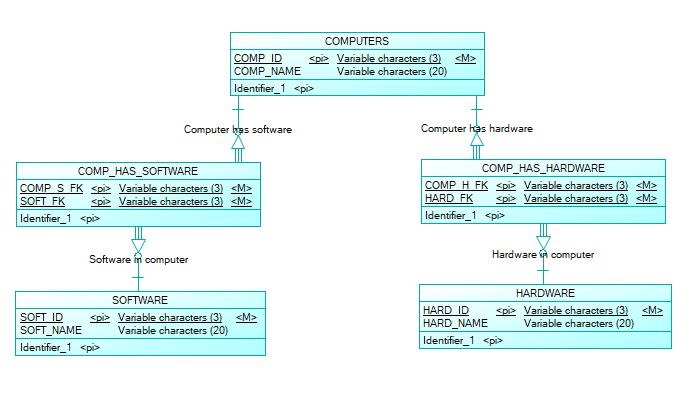 COMPUTERS
COMP_ID <pi> Variable characters (3) <M>
COMP_NAME Variable characters (20)
Identifier_1 <pi>
Computer has software
Computer has hardware
COMP_HAS_SOFTWARE
COMP_S_FK <pi> Variable characters (3) <M>
SOFT_FK <pi> Variable characters (3) <M>
Identifier_1 <pi>
COMP_HAS_HARDWARE
COMP_H_FK <pi> Variable characters (3) <M>
HARD_FK <pi> Variable characters (3) <M>
Identifier_1 <pi>
Software in computer
Hardware in computer
SOFTWARE
SOFT_ID <pi> Variable characters (3) <M>
SOFT_NAME Variable characters (20)
Identifier_1 <pi>
HARDWARE
HARD_ID <pi> Variable characters (3) <M>
HARD_NAME Variable characters (20)
Identifier_1 <pi>